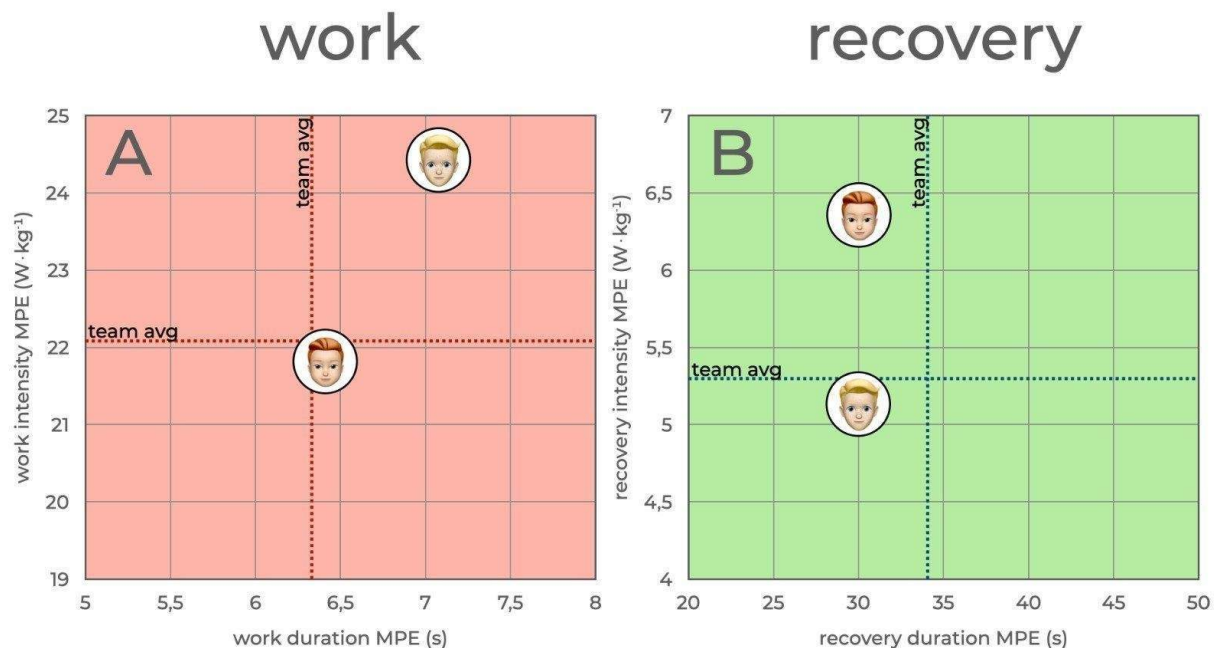 work
recovery
A
team avg
team avg
work intensity MPE (W·kg⁻¹)
25
24
23
22
21
20
19
5
5,5
6
6,5
7
7,5
8
work duration MPE (s)
B
team avg
team avg
recovery intensity MPE (W·kg⁻¹)
7
6,5
6
5,5
5
4,5
4
20
25
30
35
40
45
50
recovery duration MPE (s)